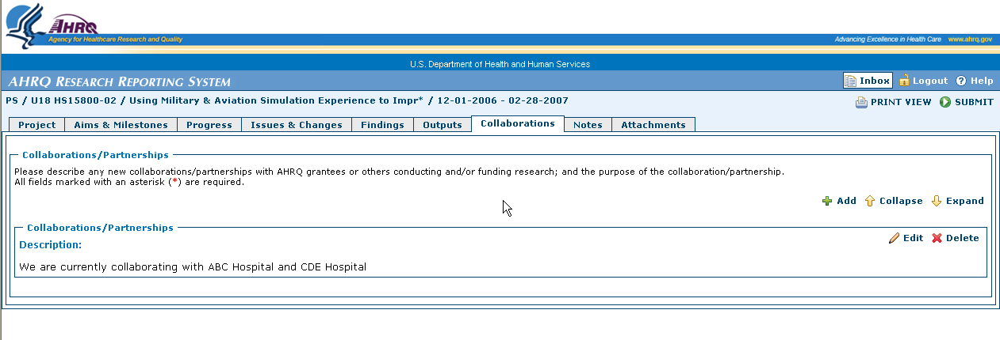 AHRQ
Agency for Healthcare Research and Quality
Advancing Excellence in Health Care www.ahrq.gov
U.S. Department of Health and Human Services
AHRQ RESEARCH REPORTING SYSTEM Inbox Logout ? Help
PS / U18 HS15800-02 / Using Military & Aviation Simulation Experience to Impr* / 12-01-2006 - 02-28-2007 PRINT VIEW SUBMIT
Project Aims & Milestones Progress Issues & Changes Findings Outputs Collaborations Notes Attachments
Collaborations/Partnerships
Please describe any new collaborations/partnerships with AHRQ grantees or others conducting and/or funding research; and the purpose of the collaboration/partnership.
All fields marked with an asterisk (*) are required.
Add Collapse Expand
Collaborations/Partnerships
Edit Delete
Description:
We are currently collaborating with ABC Hospital and CDE Hospital